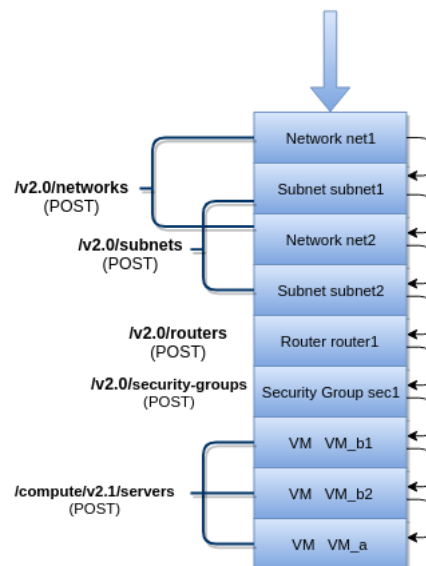 Network net1
/v2.0/networks
(POST)
Subnet subnet1
/v2.0/subnets
(POST)
Network net2
Subnet subnet2
/v2.0/routers
(POST)
Router router1
/v2.0/security-groups
(POST)
Security Group sec1
VM VM_b1
/compute/v2.1/servers
(POST)
VM VM_b2
VM VM_a